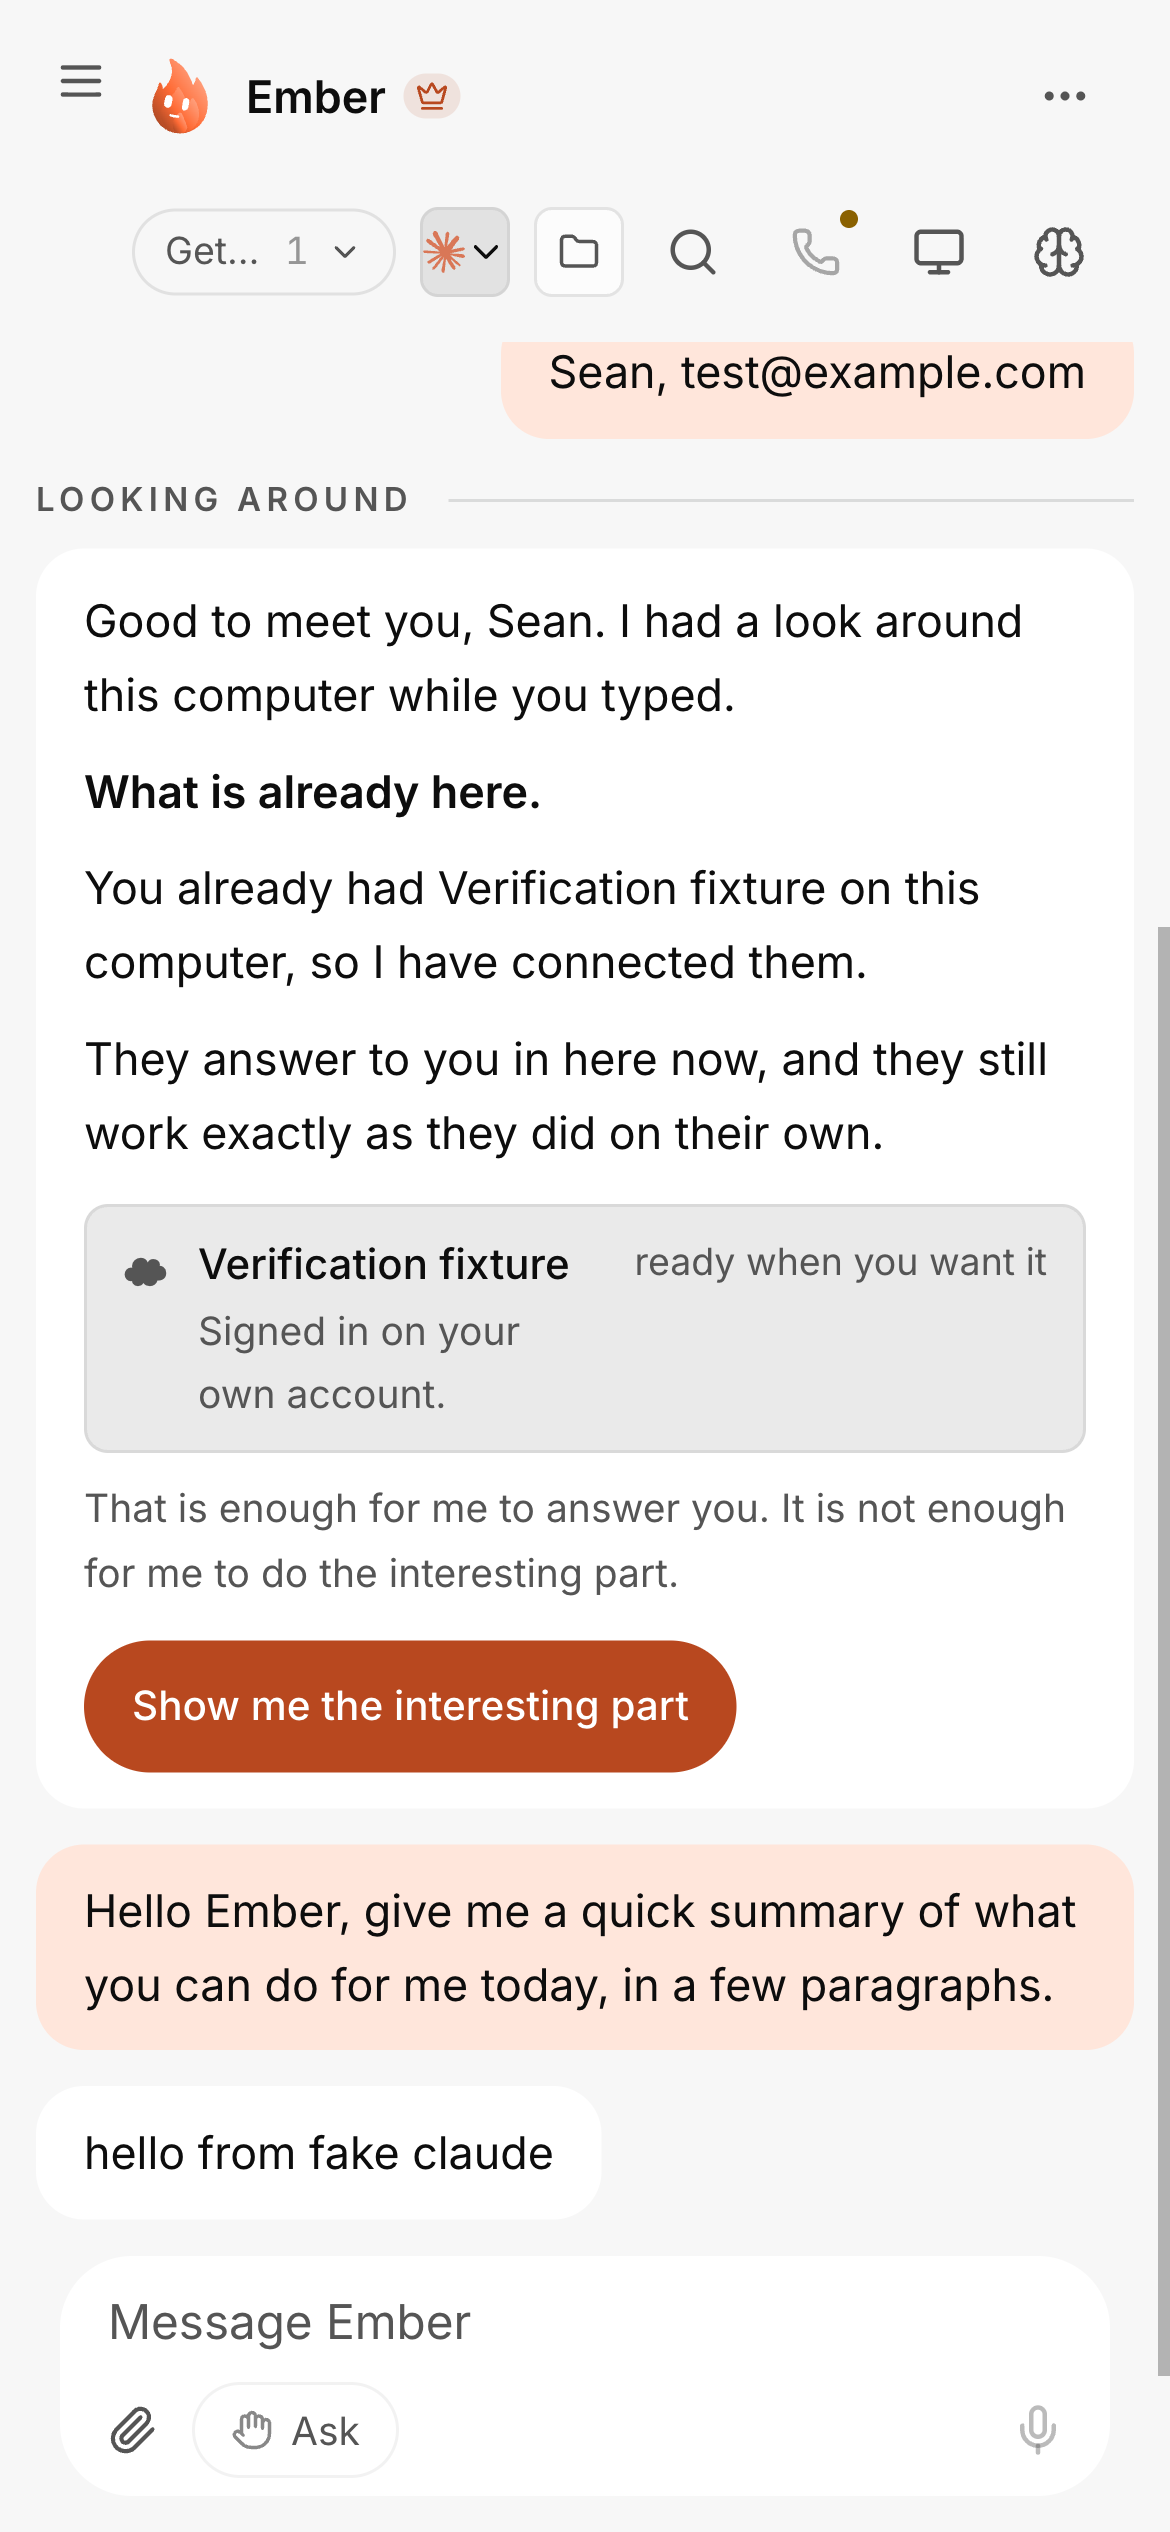 Ember
Get... 1
Sean, test@example.com
LOOKING AROUND
Good to meet you, Sean. I had a look around
this computer while you typed.
What is already here.
You already had Verification fixture on this
computer, so I have connected them.
They answer to you in here now, and they still
work exactly as they did on their own.
Verification fixture ready when you want it
Signed in on your
own account.
That is enough for me to answer you. It is not enough
for me to do the interesting part.
Show me the interesting part
Hello Ember, give me a quick summary of what
you can do for me today, in a few paragraphs.
hello from fake claude
Message Ember
Ask